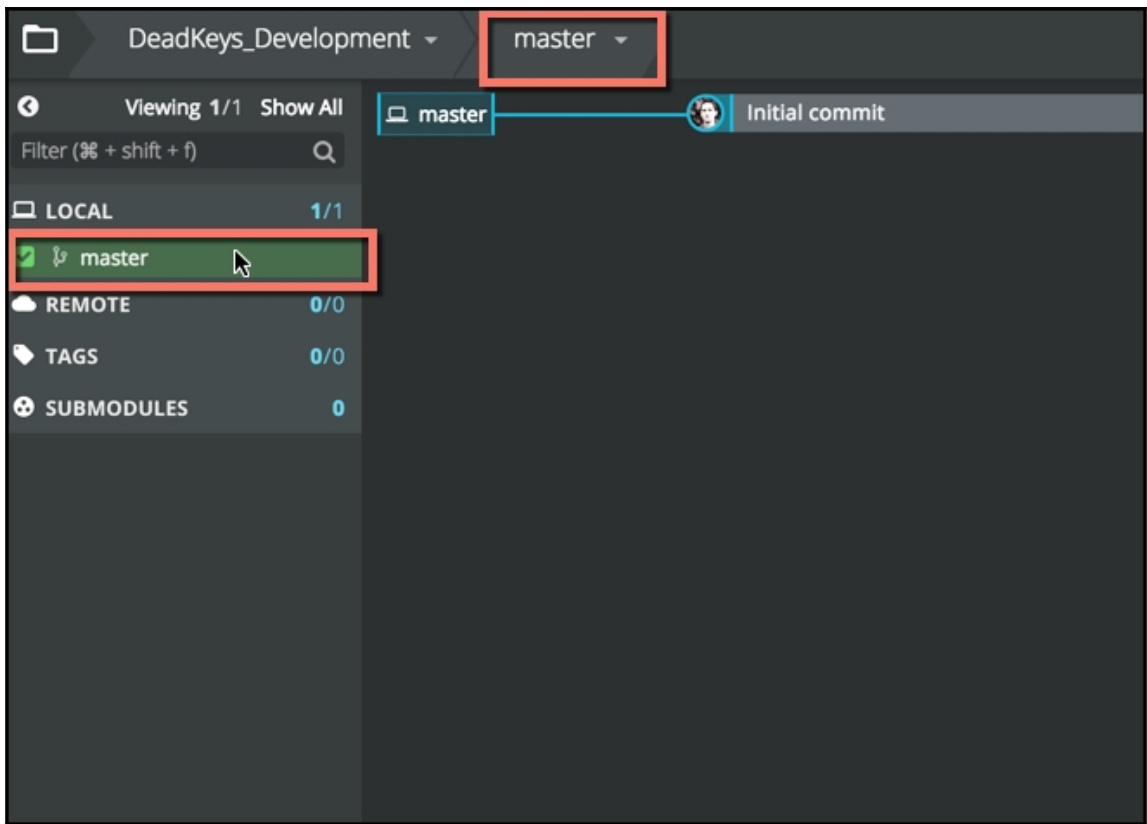 DeadKeys_Development master
Viewing 1/1 Show All
Filter (⌘ + shift + f)
LOCAL 1/1
master
REMOTE 0/0
TAGS 0/0
SUBMODULES 0
master Initial commit